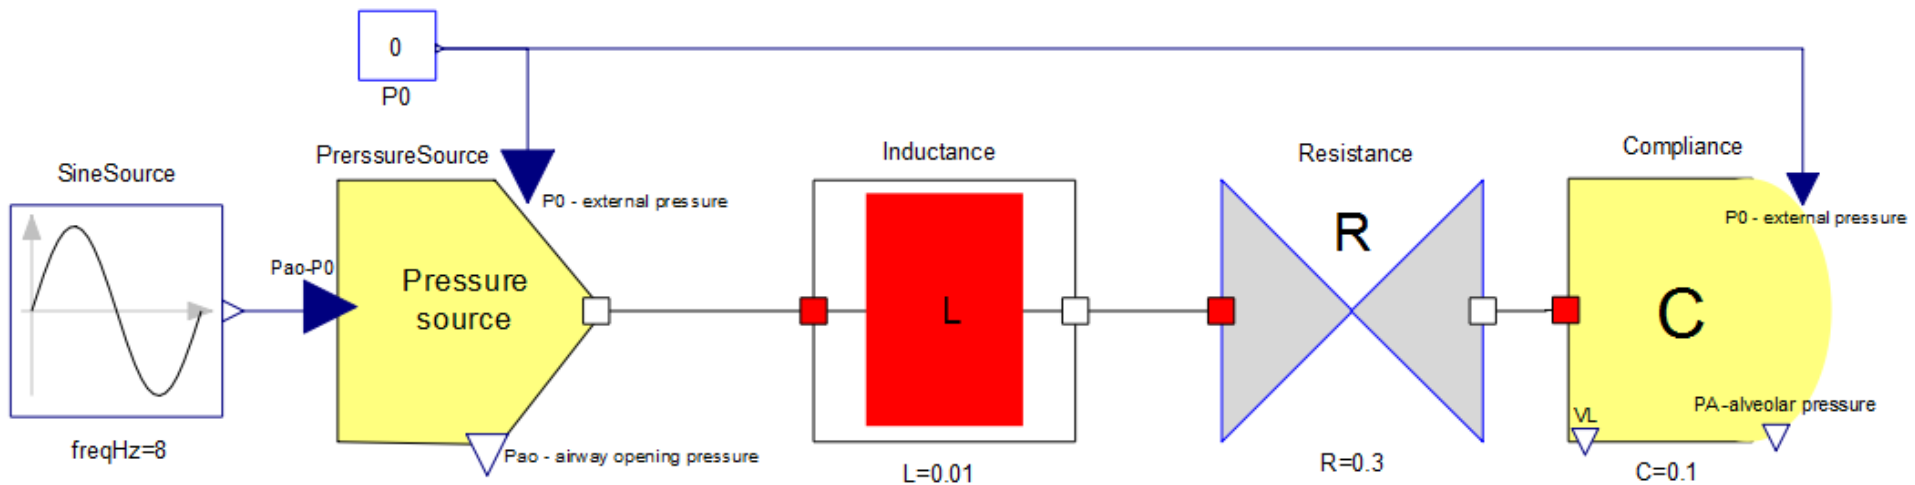 0
P0
SineSource
PrerssureSource
Inductance
Resistance
Compliance
P0 - external pressure
P0 - external pressure
Pao-P0
Pressure
source
L
R
C
PA-alveolar pressure
VL
Pao - airway opening pressure
freqHz=8
L=0.01
R=0.3
C=0.1